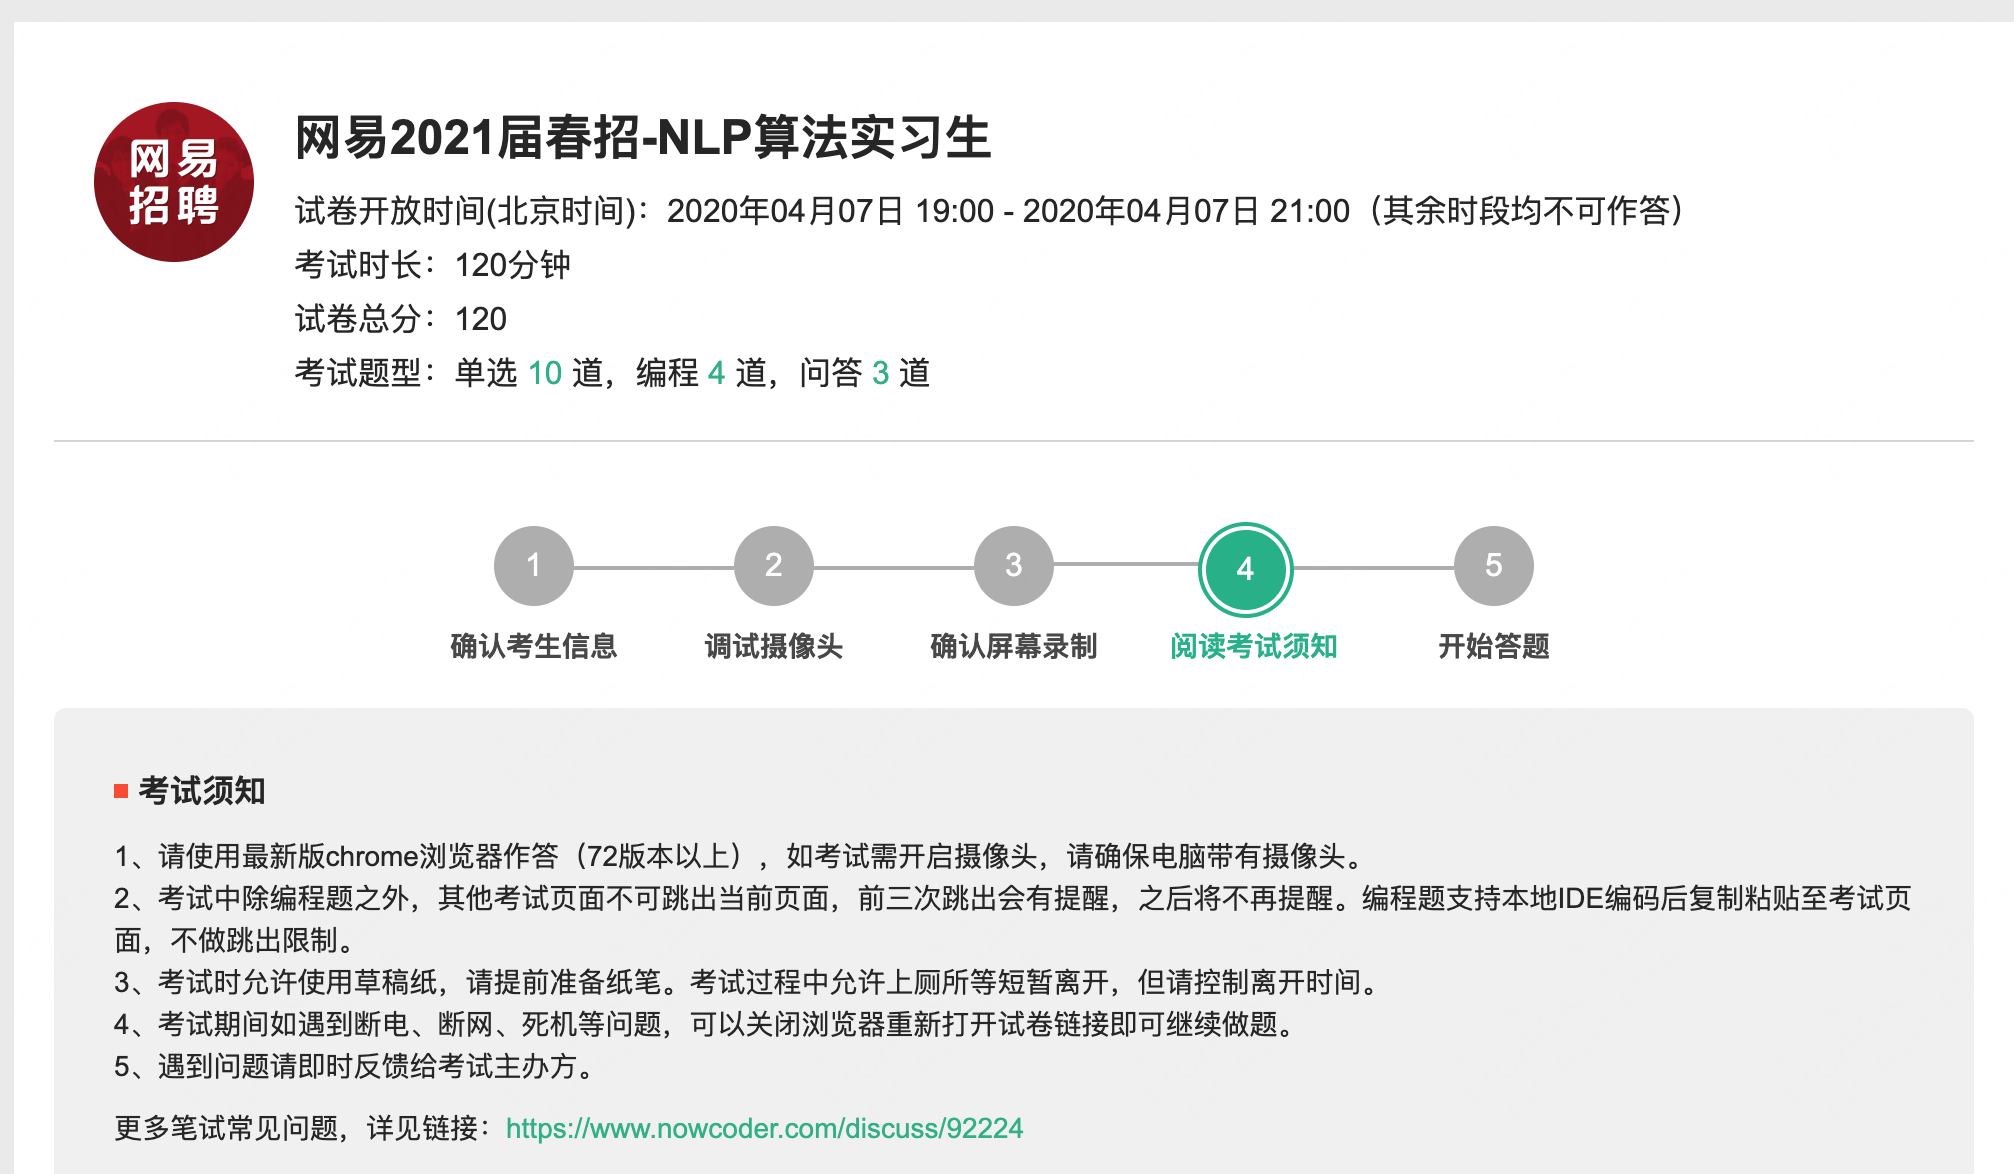 网易
招聘
网易2021届春招-NLP算法实习生
试卷开放时间(北京时间)：2020年04月07日 19:00 - 2020年04月07日 21:00（其余时段均不可作答）
考试时长：120分钟
试卷总分：120
考试题型：单选 10 道，编程 4 道，问答 3 道
1
2
3
4
5
确认考生信息
调试摄像头
确认屏幕录制
阅读考试须知
开始答题
考试须知
1、请使用最新版chrome浏览器作答（72版本以上），如考试需开启摄像头，请确保电脑带有摄像头。
2、考试中除编程题之外，其他考试页面不可跳出当前页面，前三次跳出会有提醒，之后将不再提醒。编程题支持本地IDE编码后复制粘贴至考试页
面，不做跳出限制。
3、考试时允许使用草稿纸，请提前准备纸笔。考试过程中允许上厕所等短暂离开，但请控制离开时间。
4、考试期间如遇到断电、断网、死机等问题，可以关闭浏览器重新打开试卷链接即可继续做题。
5、遇到问题请即时反馈给考试主办方。
更多笔试常见问题，详见链接：https://www.nowcoder.com/discuss/92224